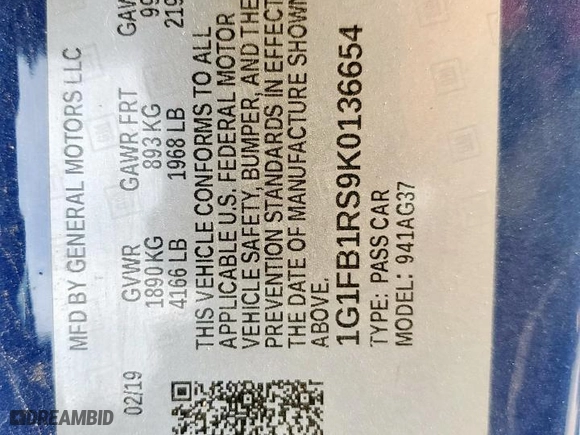 MFD BY GENERAL MOTORS LLC
02/19 GVWR GAWR FRT
1890 KG 893 KG
4166 LB 1968 LB
THIS VEHICLE CONFORMS TO ALL
APPLICABLE U.S. FEDERAL MOTOR
VEHICLE SAFETY, BUMPER, AND THE
PREVENTION STANDARDS IN EFFECT
THE DATE OF MANUFACTURE SHOWN
ABOVE.
1G1FB1RS9K0136654
TYPE: PASS CAR
MODEL: 941AG37
DREAMBID